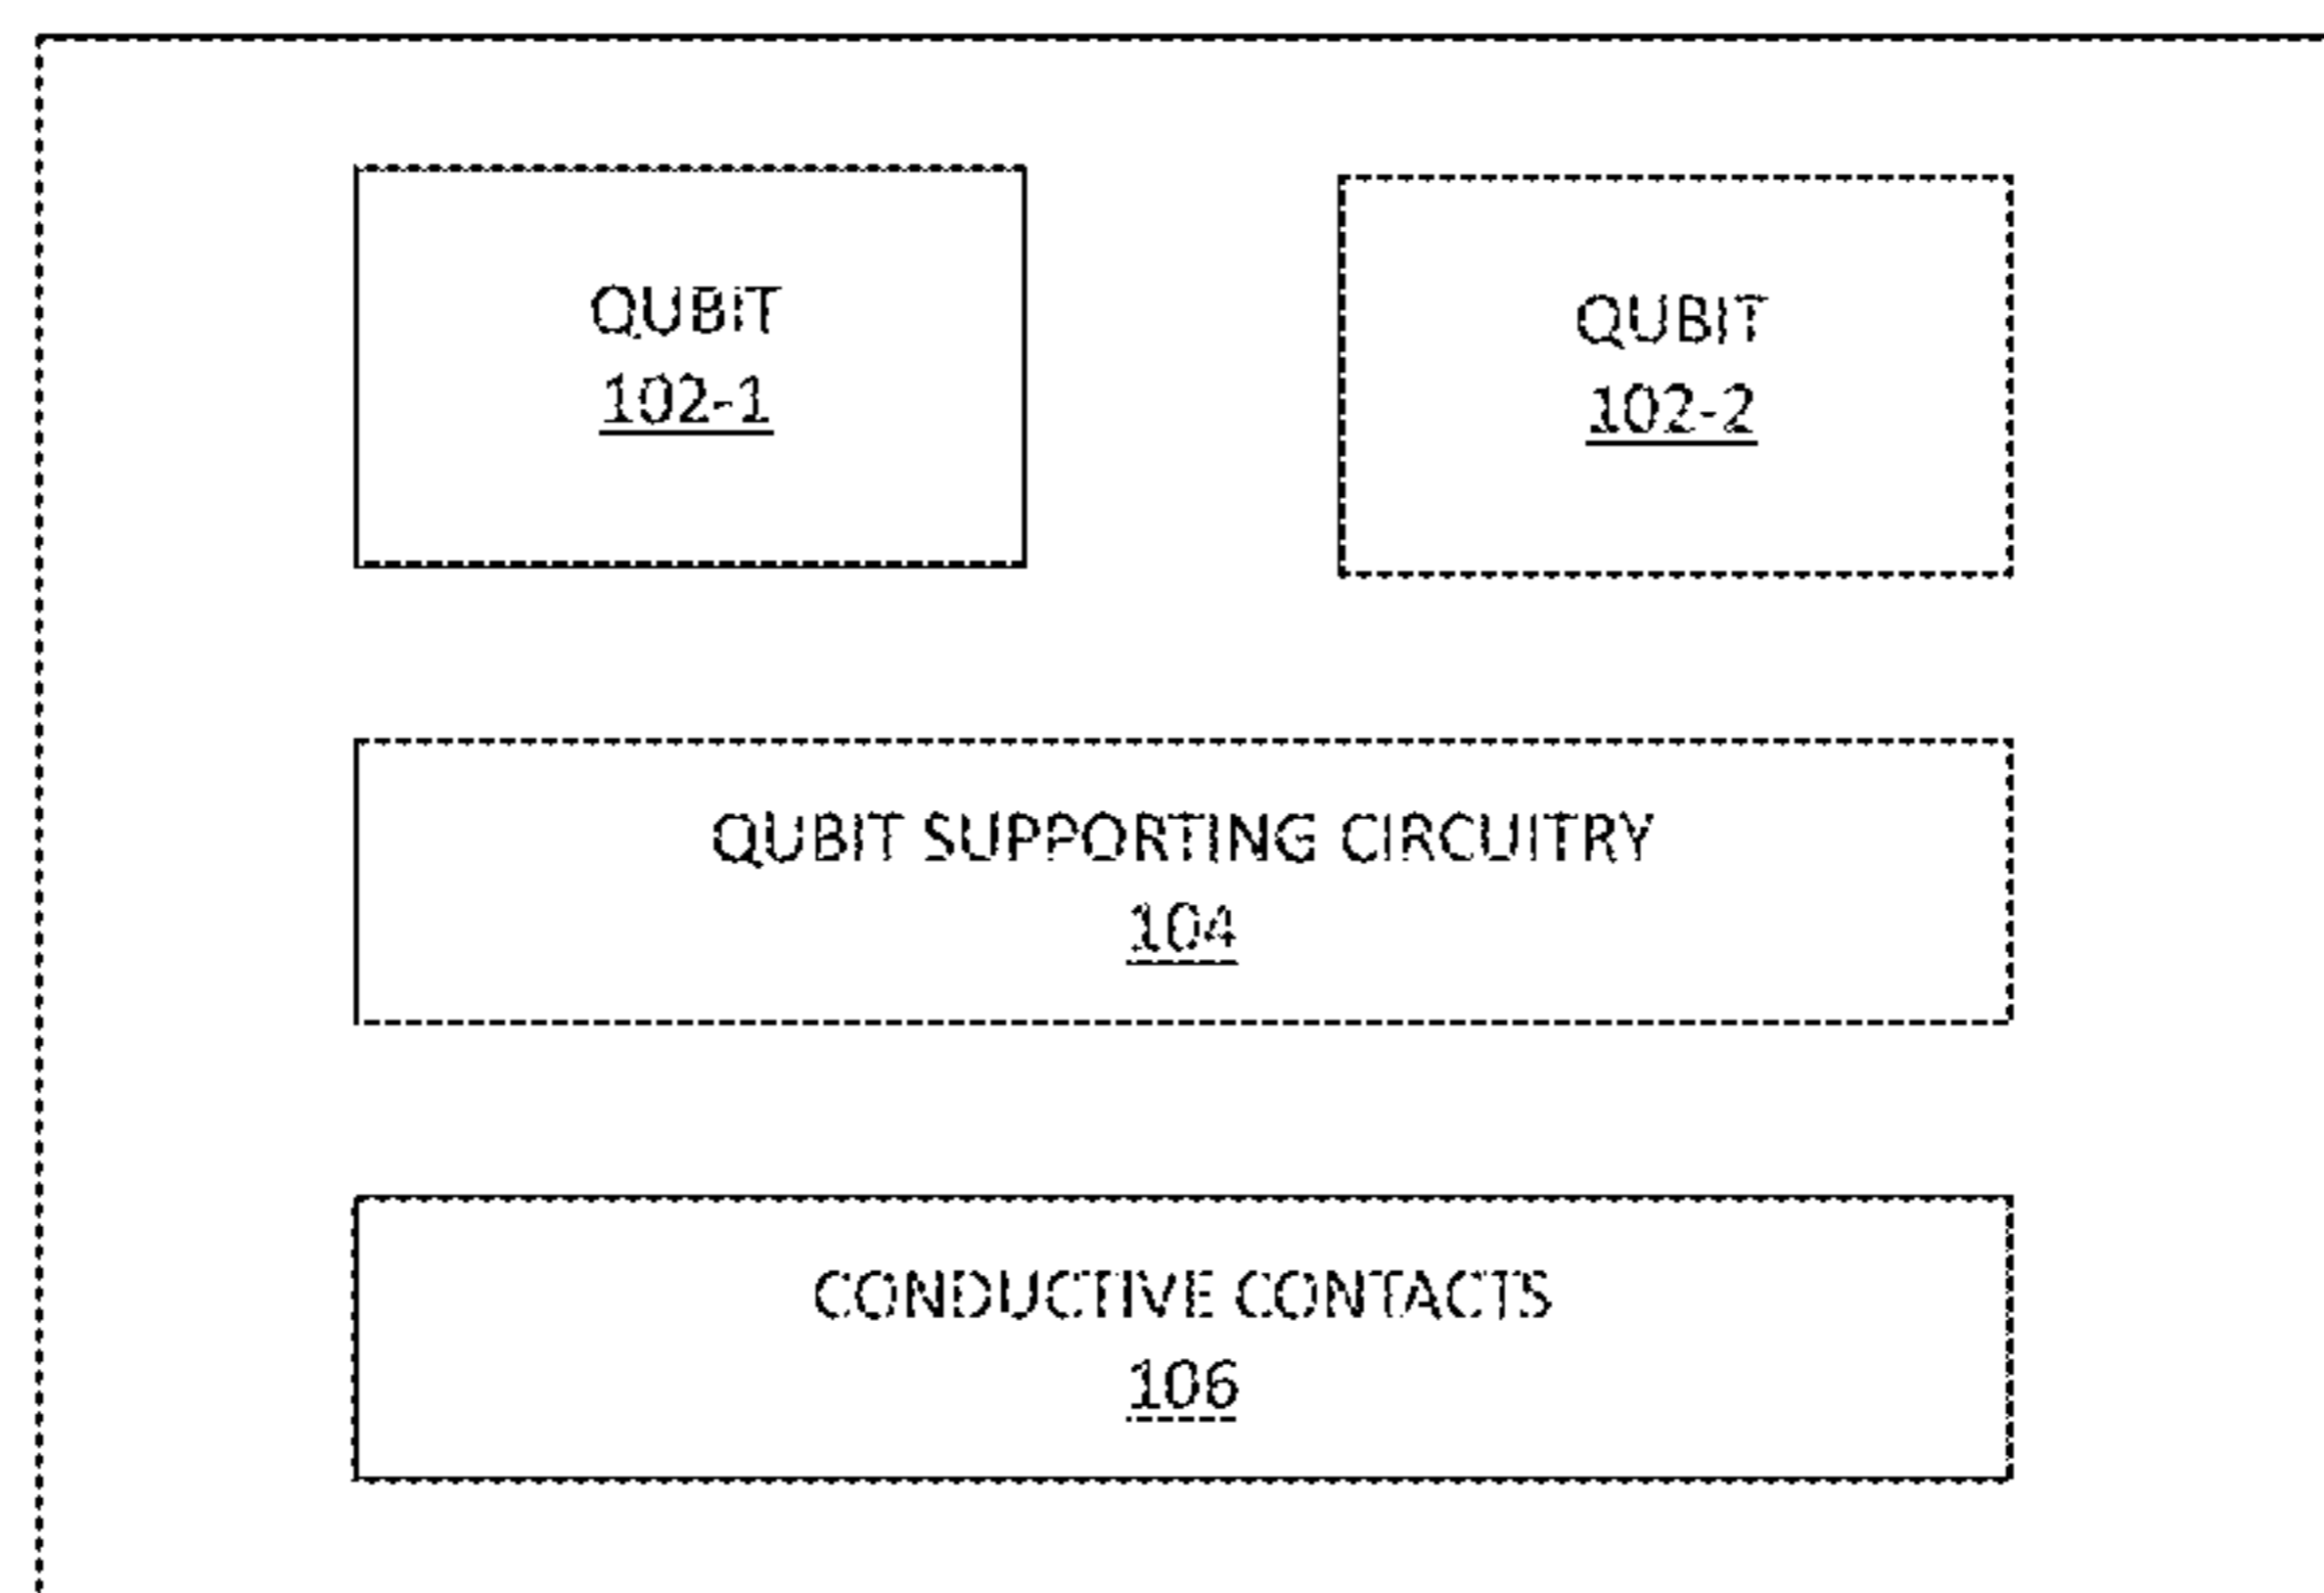 QUBIT
102-1
QUBIT
102-2
QUBIT SUPPORTING CIRCUITRY
104
CONDUCTIVE CONTACTS
106